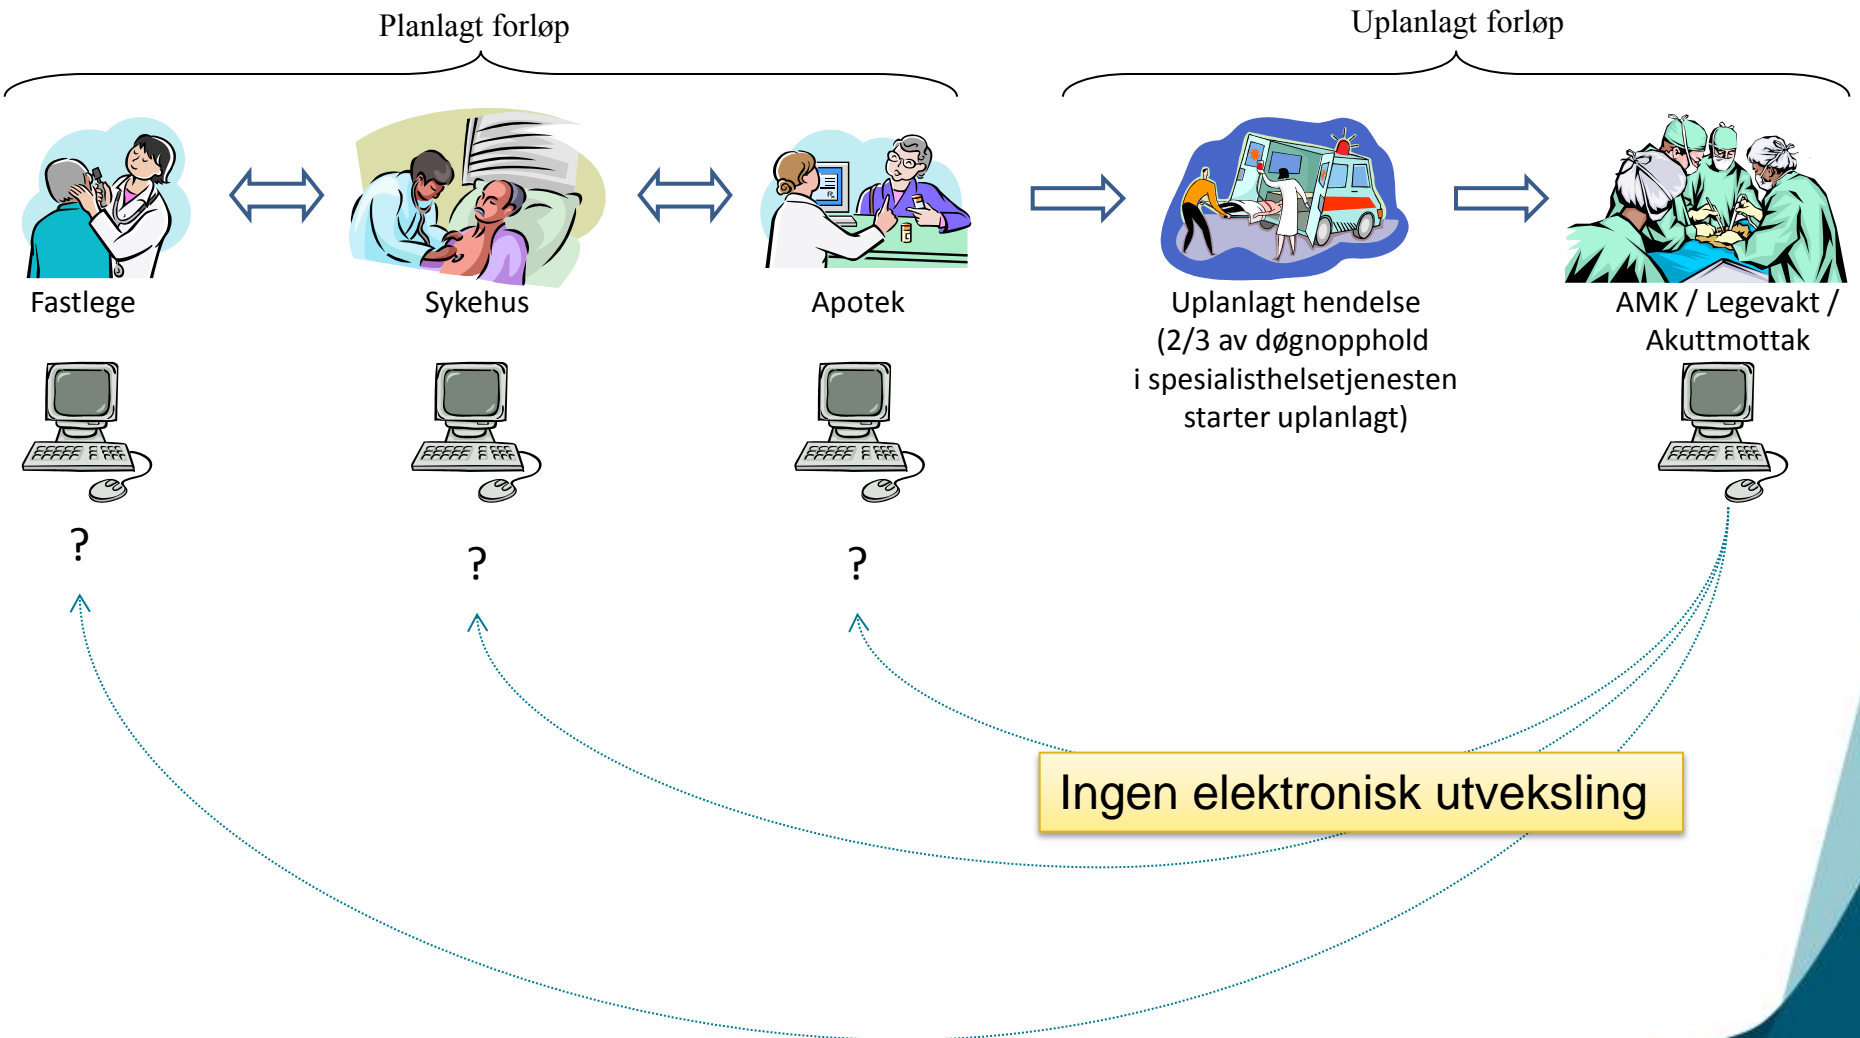 Planlagt forløp
Uplanlagt forløp
Fastlege
Sykehus
Apotek
Uplanlagt hendelse
(2/3 av døgnopphold
i spesialisthelsetjenesten
starter uplanlagt)
AMK / Legevakt /
Akuttmottak
?
?
?
Ingen elektronisk utveksling